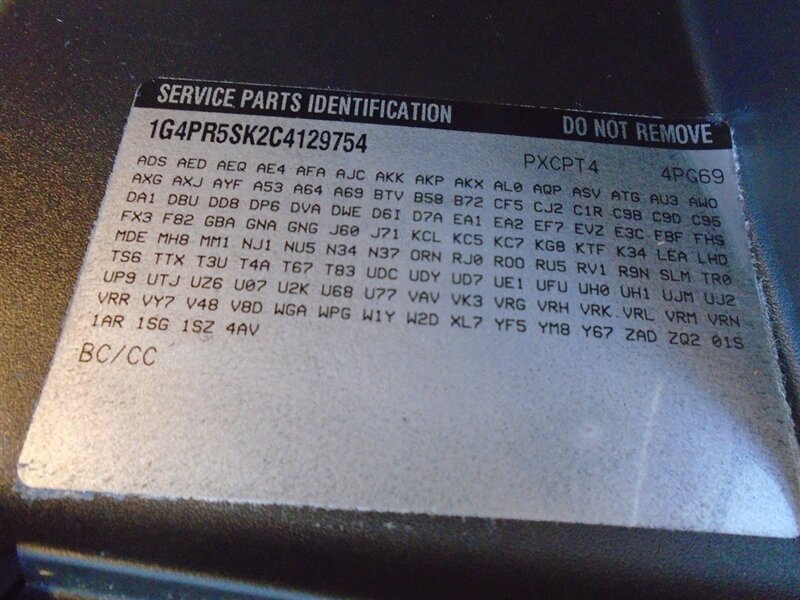 SERVICE PARTS IDENTIFICATION DO NOT REMOVE
1G4PR5SK2C4129754 PXCPT4 4PG69
ADS AED AEQ AE4 AFA AJC AKK AKP AKX AL0 AQP ASV ATG AU3 AWO
AXG AXJ AYF A53 A64 A69 BTV B58 B72 CF5 CJ2 C1R C9B C9D C95
DA1 DBU DD8 DP6 DVA DWE D6I D7A EA1 EA2 EF7 EVZ E3C FBF FHS
FX3 F82 GBA GNA GNG J60 J71 KCL KC5 KC7 KG8 KTF K34 LEA LHD
MDE MH8 MM1 NJ1 NU5 N34 N37 ORN RJ0 ROO RU5 RV1 R9N SLM TR0
TS6 TTX T3U T4A T67 T83 UDC UDY UD7 UE1 UFU UH0 UH1 UJM UJ2
UP9 UTJ UZ6 U07 U2K U68 U77 VAV VK3 VRG VRH VRK VRL VRM VRN
VRR VY7 V48 V8D WGA WPG W1Y W2D XL7 YF5 YM8 Y67 ZAD ZQ2 01S
1AR 1SG 1SZ 4AV
BC/CC